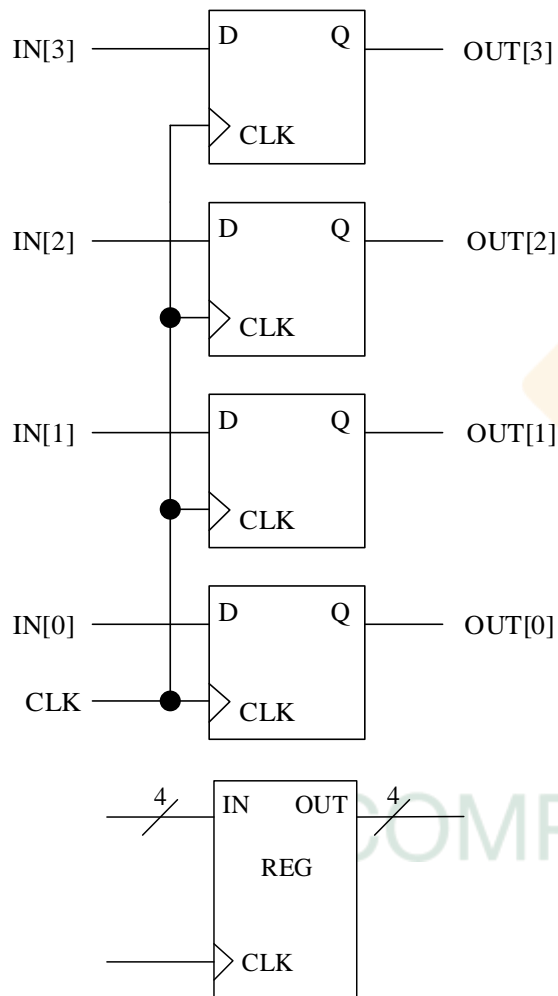 IN[3] D Q OUT[3]
CLK
IN[2] D Q OUT[2]
CLK
IN[1] D Q OUT[1]
CLK
IN[0] D Q OUT[0]
CLK CLK
4 IN OUT 4
REG
CLK